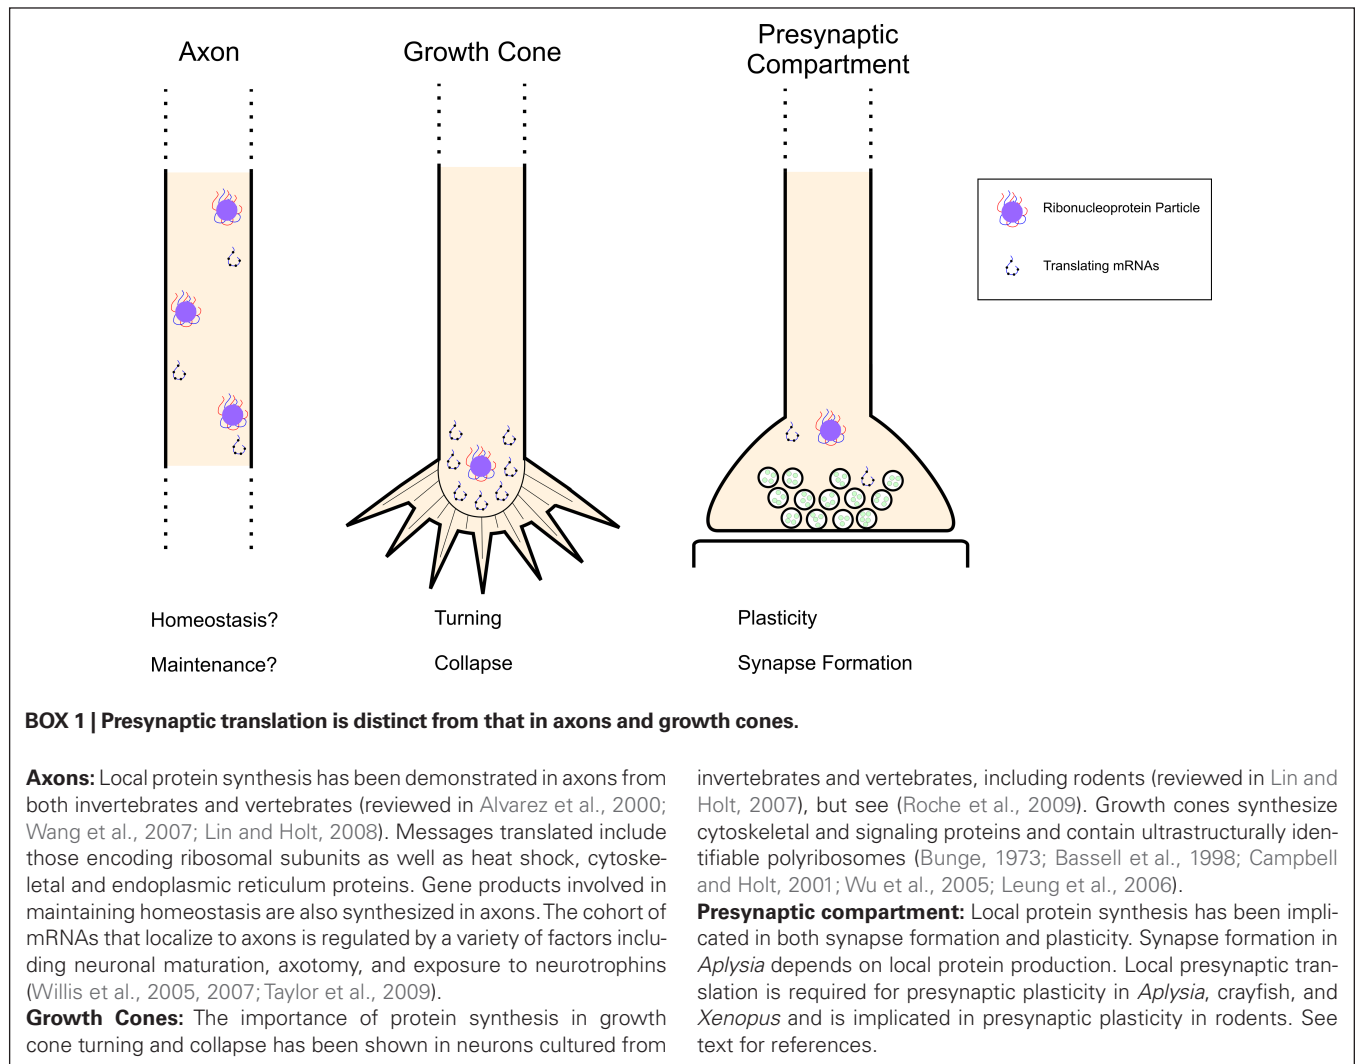 Axon
Growth Cone
Presynaptic
Compartment
Ribonucleoprotein Particle
Translating mRNAs
Homeostasis?
Turning
Plasticity
Maintenance?
Collapse
Synapse Formation
BOX 1 | Presynaptic translation is distinct from that in axons and growth cones.
Axons: Local protein synthesis has been demonstrated in axons from
both invertebrates and vertebrates (reviewed in Alvarez et al., 2000;
Wang et al., 2007; Lin and Holt, 2008). Messages translated include
those encoding ribosomal subunits as well as heat shock, cytoske-
letal and endoplasmic reticulum proteins. Gene products involved in
maintaining homeostasis are also synthesized in axons. The cohort of
mRNAs that localize to axons is regulated by a variety of factors inclu-
ding neuronal maturation, axotomy, and exposure to neurotrophins
(Willis et al., 2005, 2007; Taylor et al., 2009).
Growth Cones: The importance of protein synthesis in growth
cone turning and collapse has been shown in neurons cultured from
invertebrates and vertebrates, including rodents (reviewed in Lin and
Holt, 2007), but see (Roche et al., 2009). Growth cones synthesize
cytoskeletal and signaling proteins and contain ultrastructurally iden-
tifiable polyribosomes (Bunge, 1973; Bassell et al., 1998; Campbell
and Holt, 2001; Wu et al., 2005; Leung et al., 2006).
Presynaptic compartment: Local protein synthesis has been impli-
cated in both synapse formation and plasticity. Synapse formation in
Aplysia depends on local protein production. Local presynaptic tran-
slation is required for presynaptic plasticity in Aplysia, crayfish, and
Xenopus and is implicated in presynaptic plasticity in rodents. See
text for references.